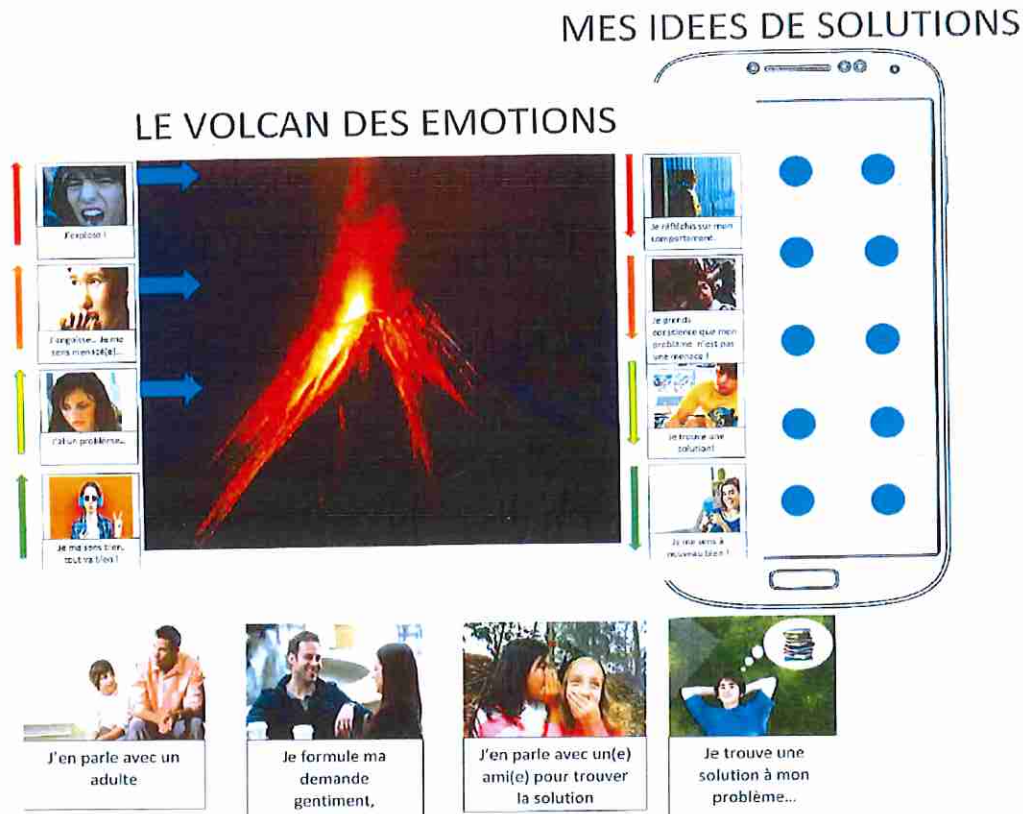 MES IDEES DE SOLUTIONS
LE VOLCAN DES EMOTIONS
J'explose !
J'angoisse... Je me
sens menacé(e)...
J'ai un problème...
Je me sens bien,
tout va bien !
Je réfléchis sur mon
comportement...
Je prends
conscience que mon
problème n'est pas
une menace !
Je trouve une
solution!
Je me sens à
nouveau bien !
J'en parle avec un
adulte
Je formule ma
demande
gentiment,
J'en parle avec un(e)
ami(e) pour trouver
la solution
Je trouve une
solution à mon
problème...